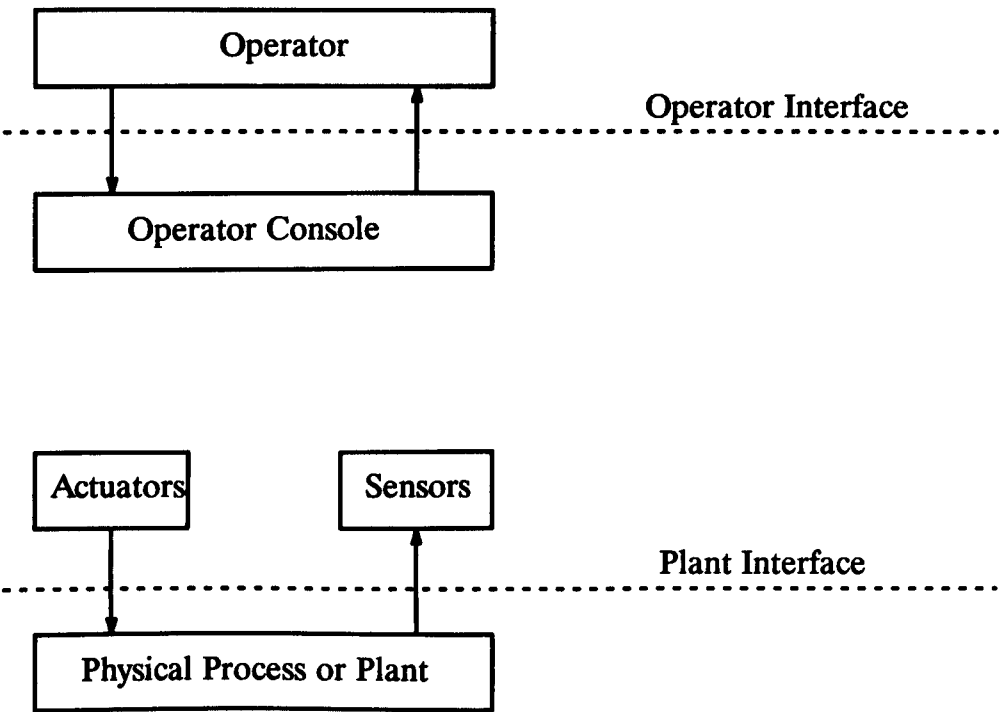 Operator
Operator Interface
Operator Console
Actuators
Sensors
Plant Interface
Physical Process or Plant